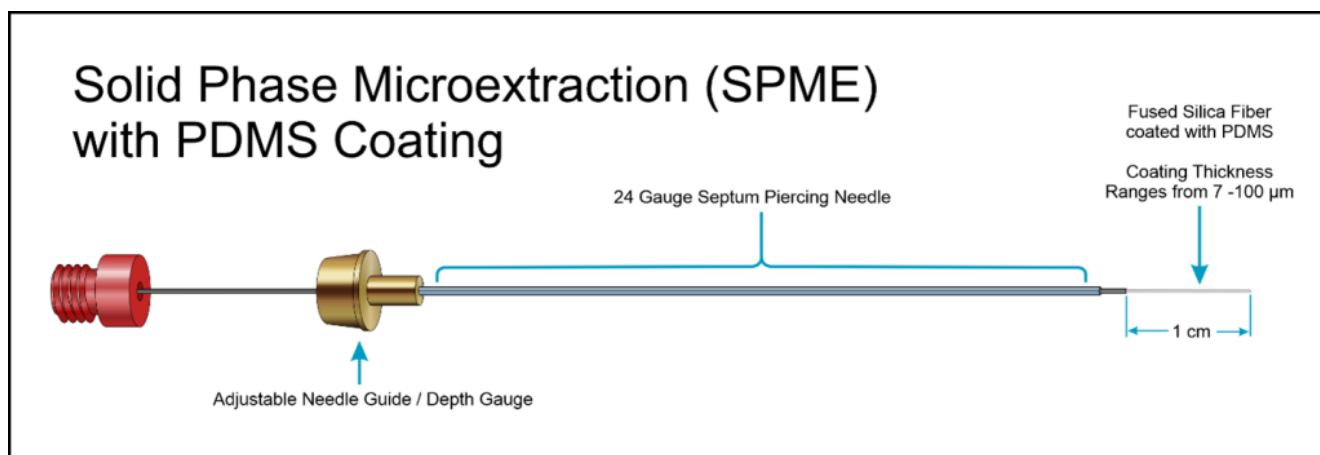 Solid Phase Microextraction (SPME)
with PDMS Coating
Fused Silica Fiber
coated with PDMS
Coating Thickness
Ranges from 7 -100 µm
24 Gauge Septum Piercing Needle
1 cm
Adjustable Needle Guide / Depth Gauge